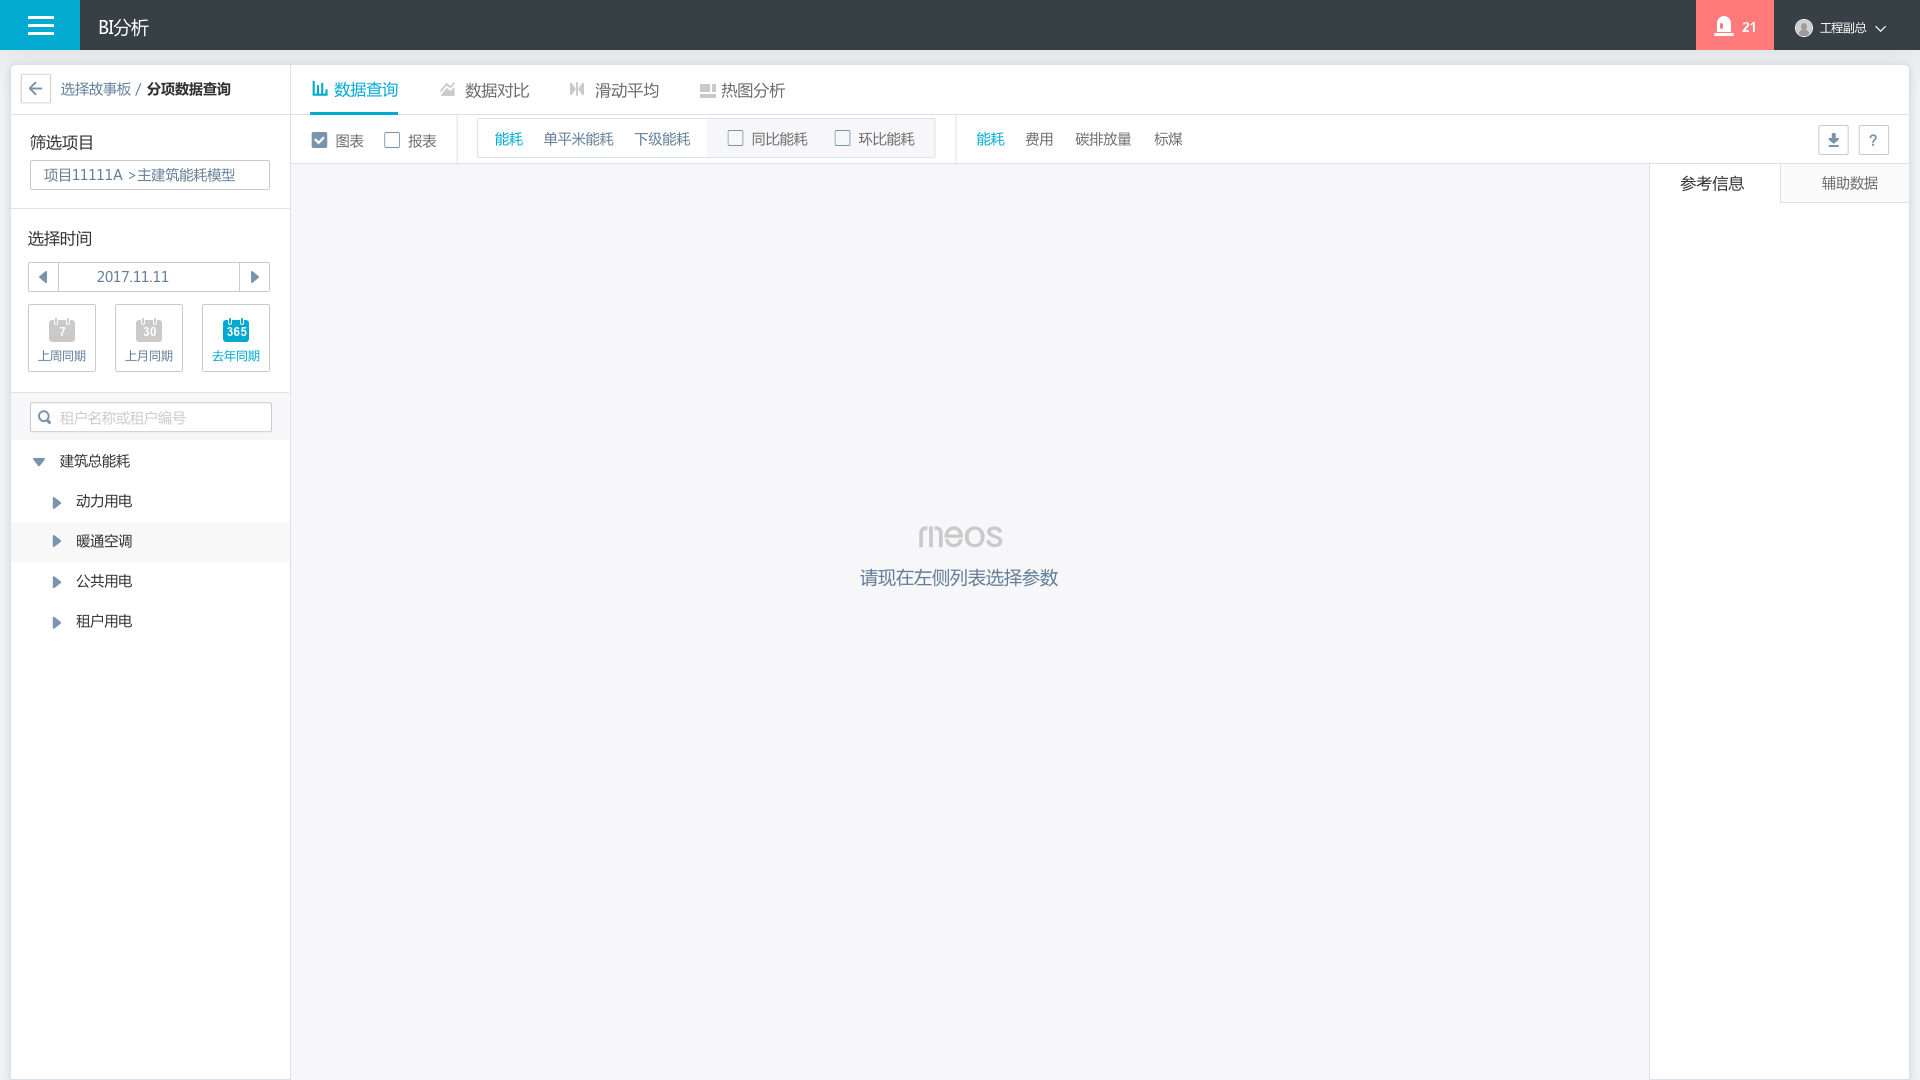 BI分析
21
工程副总
选择故事板 / 分项数据查询
数据查询
数据对比
滑动平均
热图分析
筛选项目
项目11111A >主建筑能耗模型
图表
报表
能耗
单平米能耗
下级能耗
同比能耗
环比能耗
能耗
费用
碳排放量
标煤
?
参考信息
辅助数据
选择时间
2017.11.11
7
上周同期
30
上月同期
365
去年同期
租户名称或租户编号
建筑总能耗
动力用电
暖通空调
公共用电
租户用电
meos
请现在左侧列表选择参数